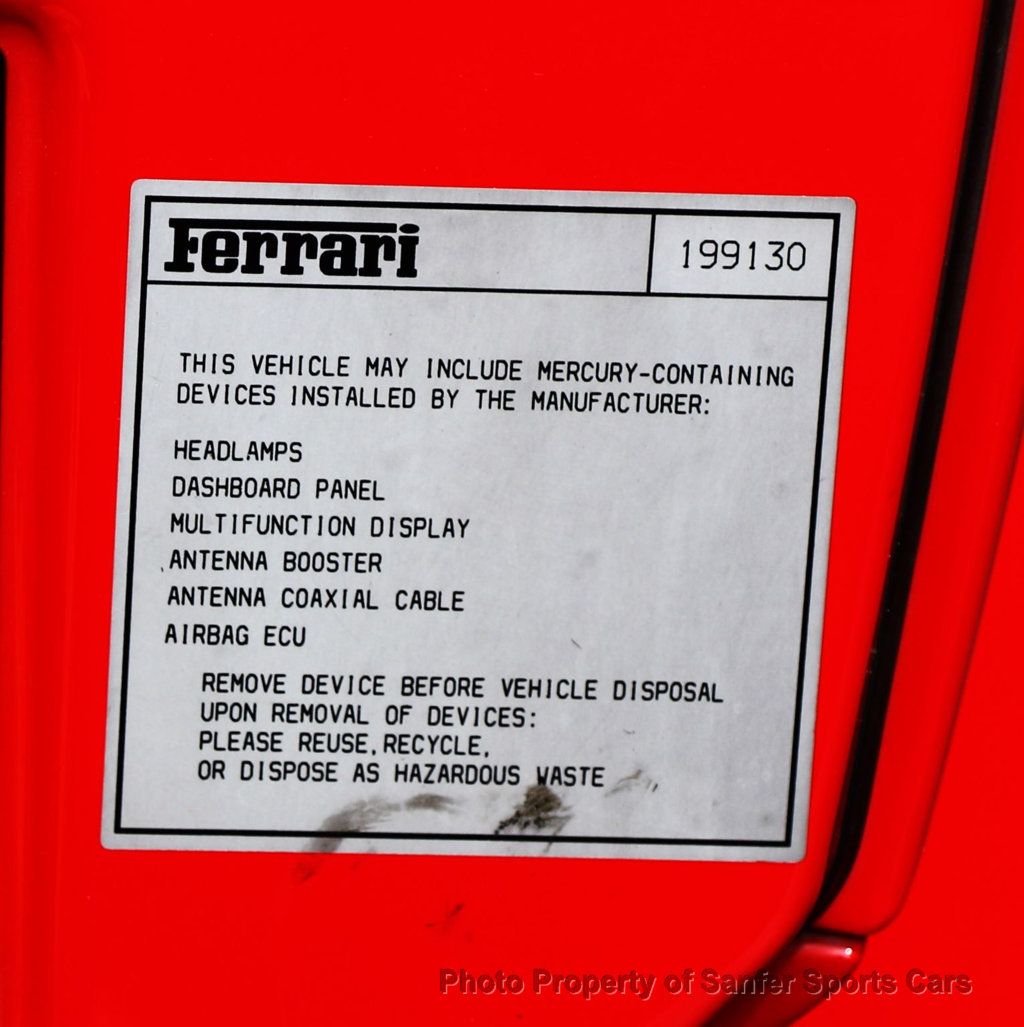 Ferrari
199130
THIS VEHICLE MAY INCLUDE MERCURY-CONTAINING
DEVICES INSTALLED BY THE MANUFACTURER:
HEADLAMPS
DASHBOARD PANEL
MULTIFUNCTION DISPLAY
ANTENNA BOOSTER
ANTENNA COAXIAL CABLE
AIRBAG ECU
REMOVE DEVICE BEFORE VEHICLE DISPOSAL
UPON REMOVAL OF DEVICES:
PLEASE REUSE,RECYCLE,
OR DISPOSE AS HAZARDOUS WASTE
Photo Property of Sanfer Sports Cars